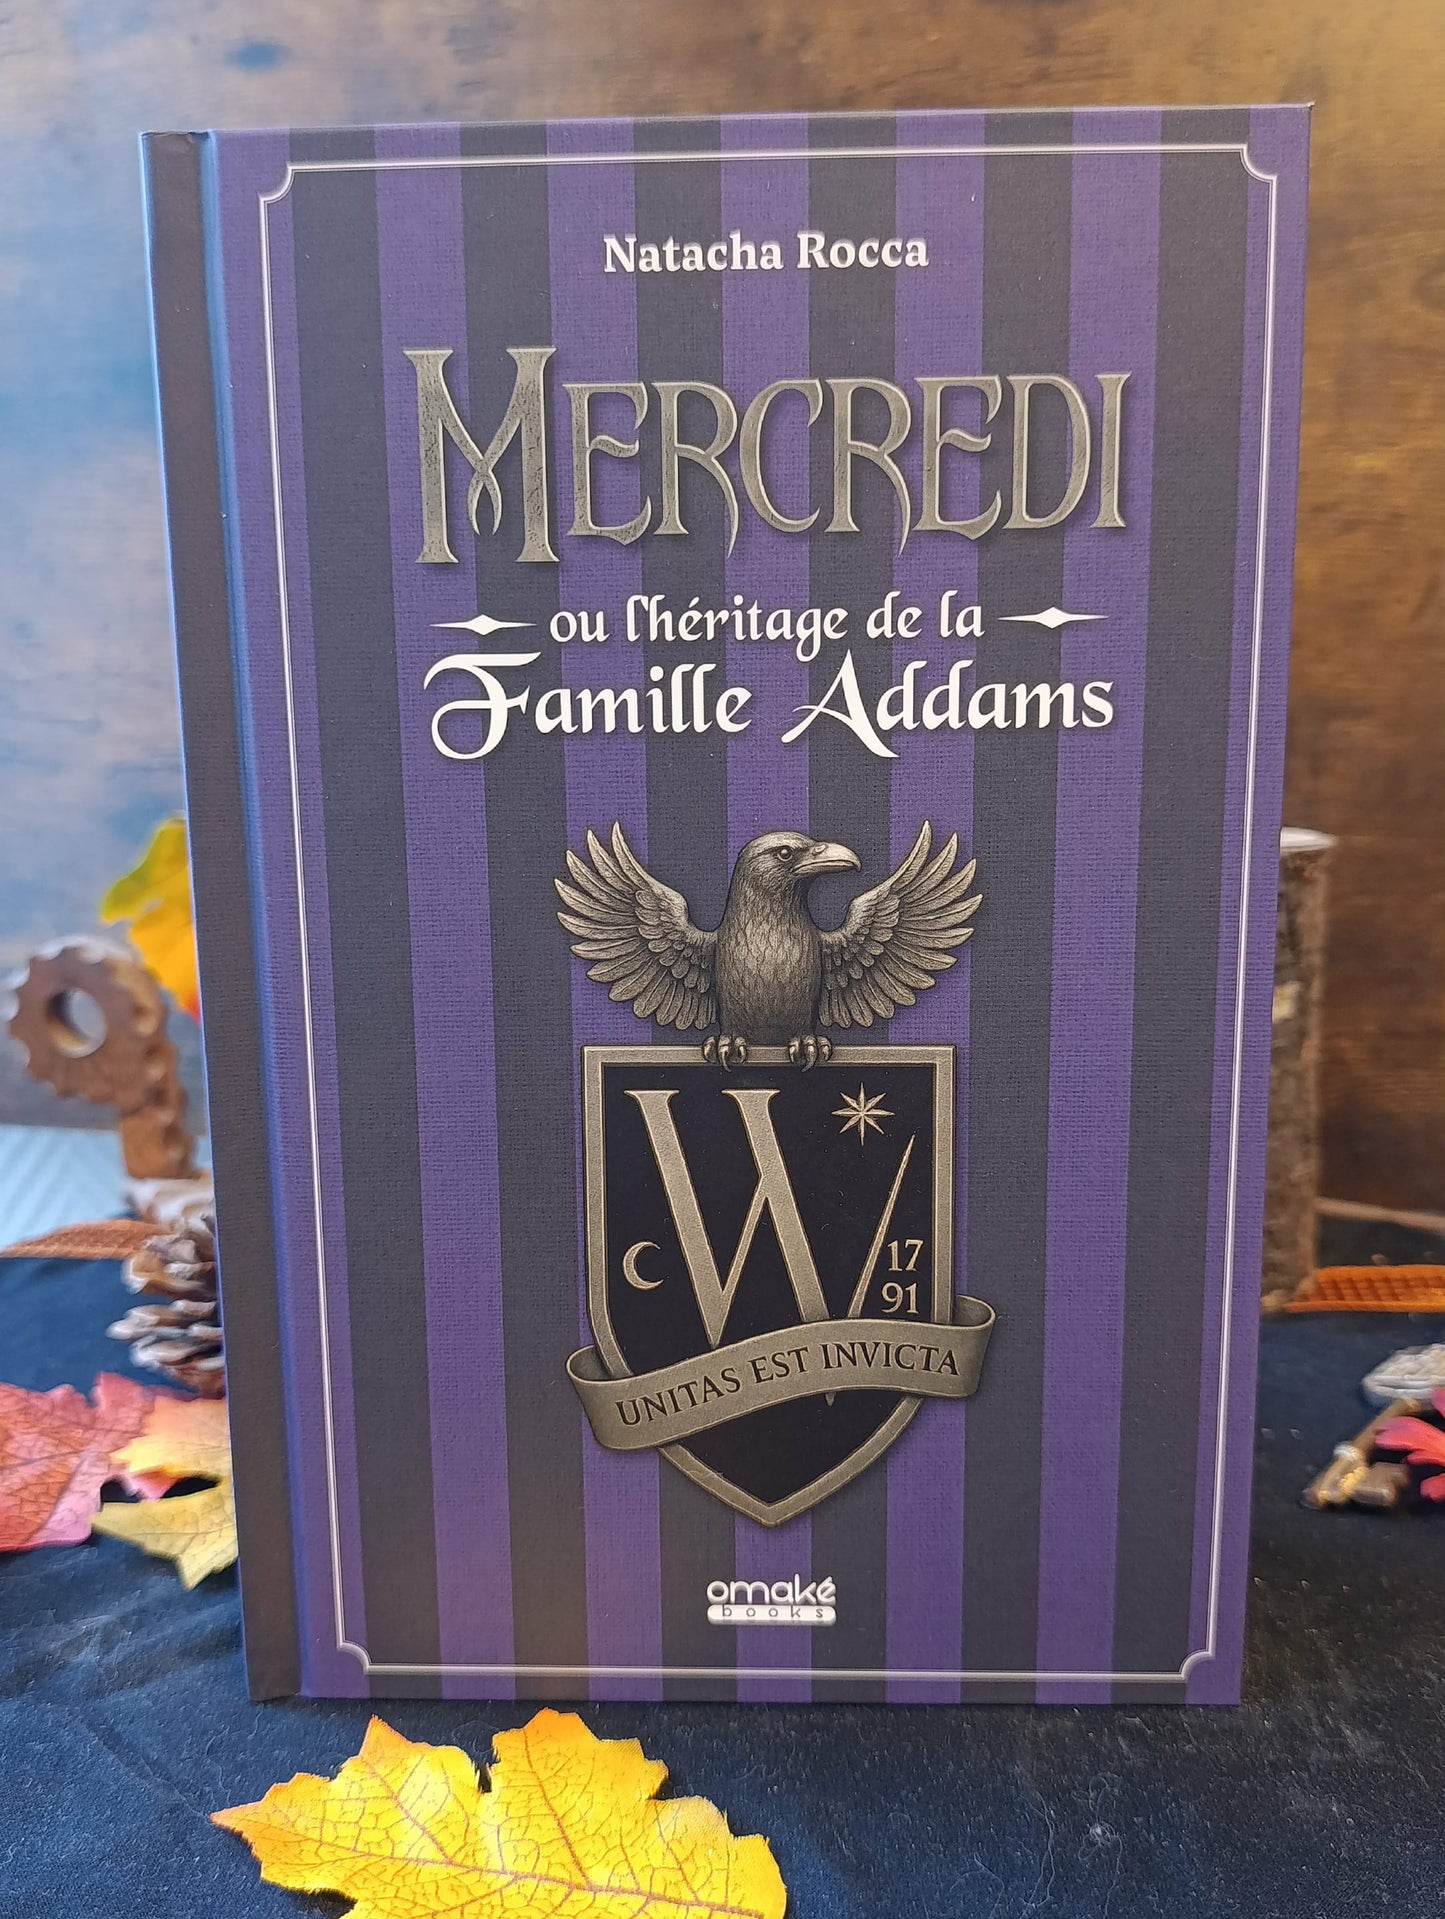 Natacha Rocca
MERCREDI
ou l'héritage de la
Famille Addams
W
17
91
UNITAS EST INVICTA
omaké
books